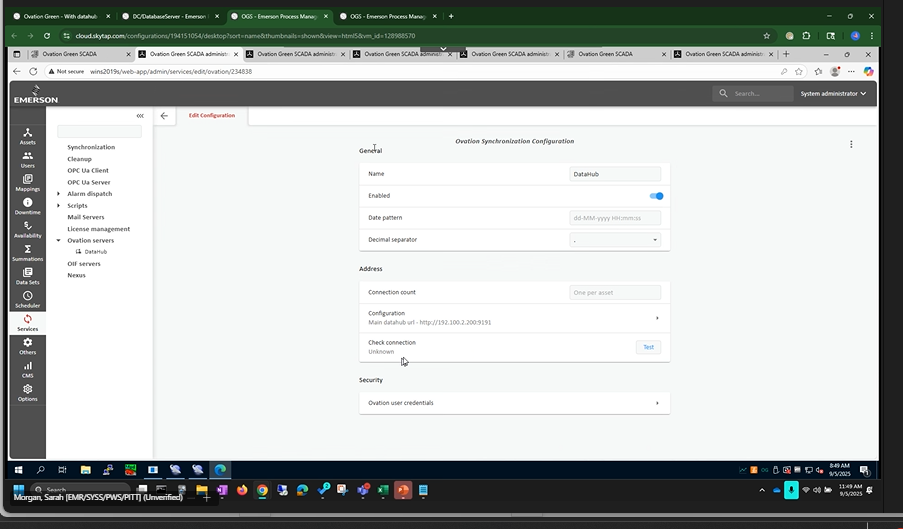 Ovation Green - With datahub
DC/DatabaseServer - Emerson
OGS - Emerson Process Manag
OGS - Emerson Process Manag
cloud.skytap.com/configurations/194151054/desktop?sort=name&thumbnails=shown&view=html5&vm_id=128988570
Ovation Green SCADA
Ovation Green SCADA administ
Ovation Green SCADA administ
Ovation Green SCADA administ
Ovation Green SCADA administ
Ovation Green SCADA
Ovation Green SCADA administ
Not secure
wins2019s/web-app/admin/services/edit/ovation/234838
EMERSON
Search...
System administrator
Assets
Users
Mappings
Downtime
Availability
Summations
Data Sets
Scheduler
Services
Others
CMS
Options
Synchronization
Cleanup
OPC Ua Client
OPC Ua Server
Alarm dispatch
Scripts
Mail Servers
License management
Ovation servers
DataHub
OIF servers
Nexus
Edit Configuration
Ovation Synchronization Configuration
General
Name
DataHub
Enabled
Date pattern
dd-MM-yyyy HH:mm:ss
Decimal separator
Address
Connection count
One per asset
Configuration
Main datahub url - http://192.100.2.200:9191
Check connection
Unknown
Test
Security
Ovation user credentials
8:49 AM
9/5/2025
Search
Morgan, Sarah [EMR/SYSS/PWS/PITT] (Unverified)
11:49 AM
9/5/2025